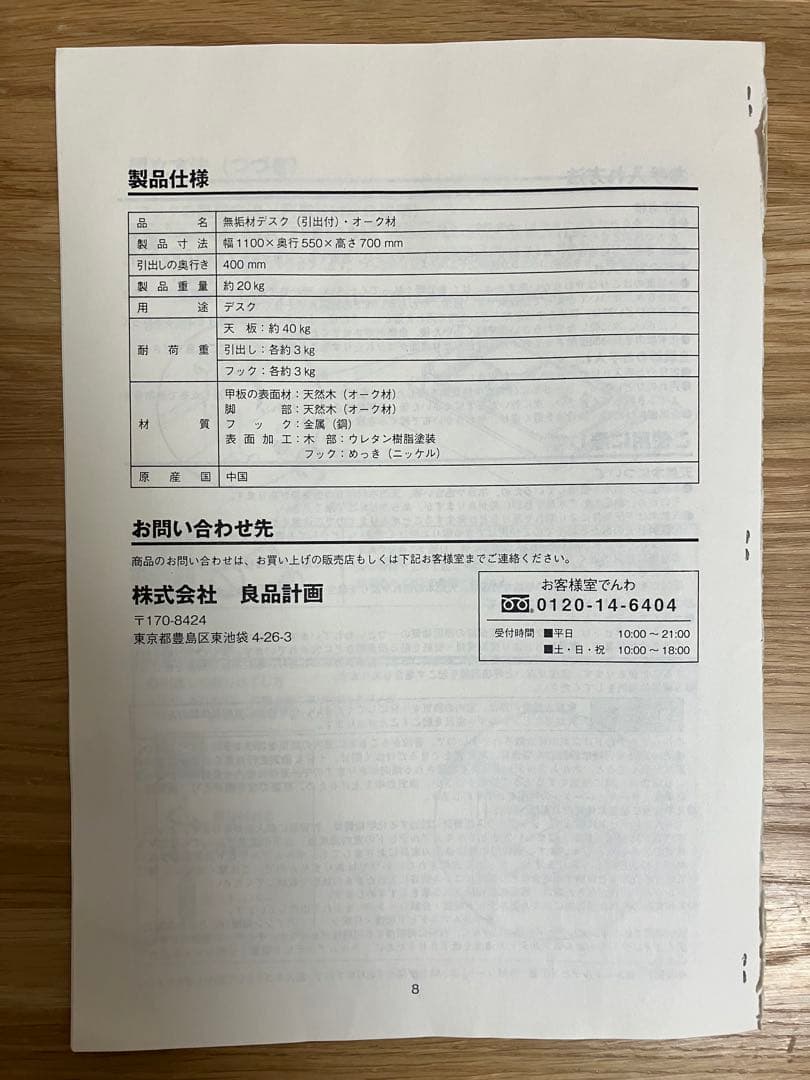 製品仕様
品名 無垢材デスク（引出付）・オーク材
製品寸法 幅1100×奥行550×高さ700 mm
引出しの奥行き 400 mm
製品重量 約20kg
用途 デスク
耐荷重 天板：約40kg
引出し：各約3kg
フック：各約3kg
材質 甲板の表面材：天然木（オーク材）
脚部：天然木（オーク材）
フック：金属（鋼）
表面加工：木部：ウレタン樹脂塗装
フック：めっき（ニッケル）
原産国 中国
お問い合わせ先
商品のお問い合わせは、お買い上げの販売店もしくは下記お客様室までご連絡ください。
株式会社 良品計画
〒170-8424
東京都豊島区東池袋 4-26-3
お客様室でんわ
0120-14-6404
受付時間 ■平日 10:00～21:00
■土・日・祝 10:00～18:00
8